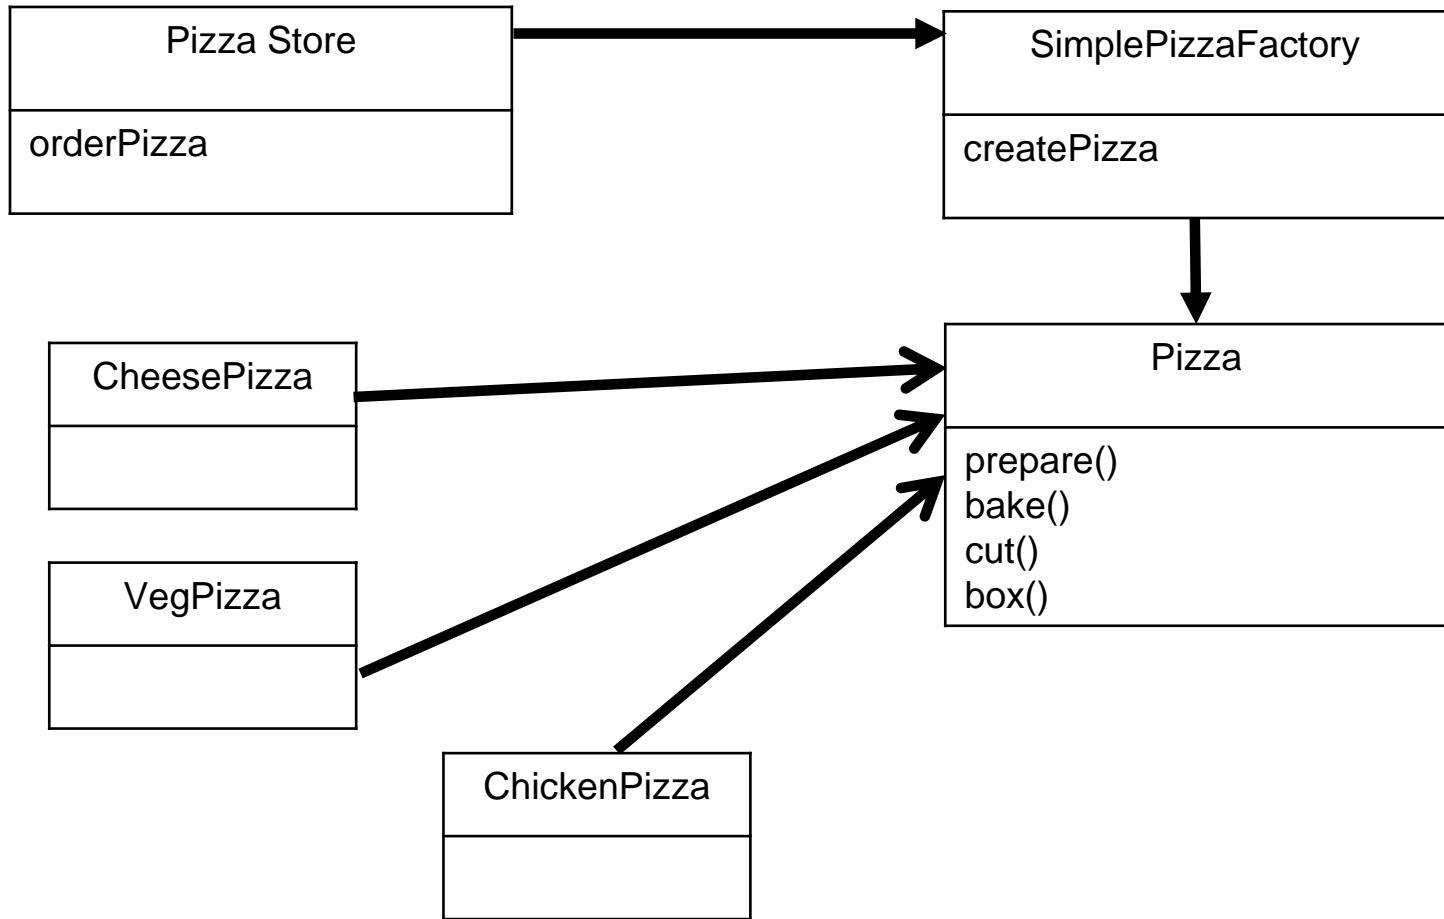 Pizza Store
orderPizza
SimplePizzaFactory
createPizza
CheesePizza
Pizza
prepare()
bake()
cut()
box()
VegPizza
ChickenPizza